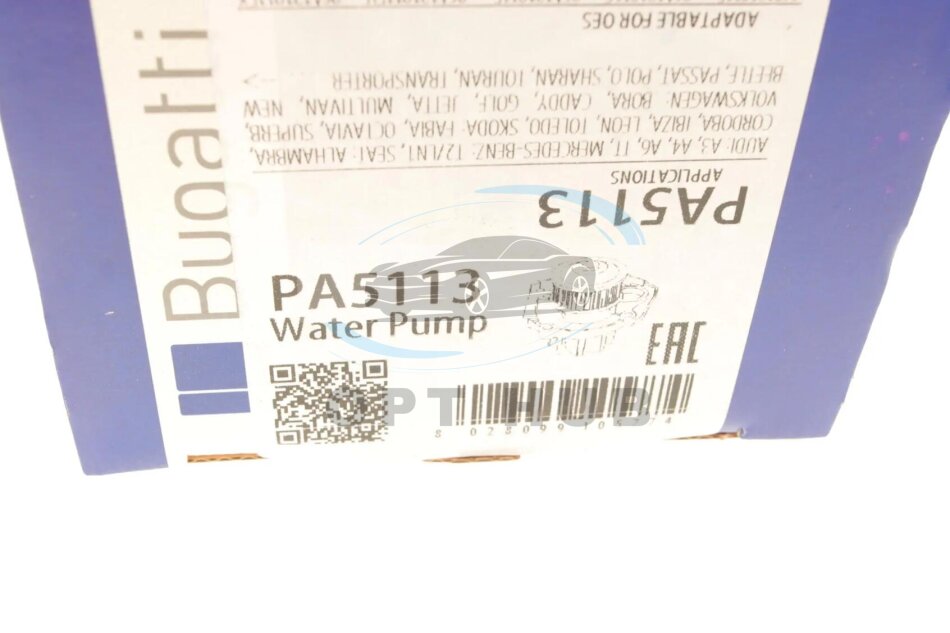 Bugatti
ADAPTABLE FOR OES
AUDI: A3, A4, A6, TT, MERCEDES-BENZ: T2/LN1, SEAT: ALHAMBRA,
CORDOBA, IBIZA, LEON, TOLEDO, SKODA: FABIA, OCTAVIA, SUPERB,
VOLKSWAGEN: BORA, CADDY, GOLF, JETTA, MULTIVAN, NEW
BEETLE, PASSAT, POLO, SHARAN, TOURAN, TRANSPORTER, ... -->
APPLICATIONS
PA5113
PA5113
Water Pump
EAC
OPT HUB